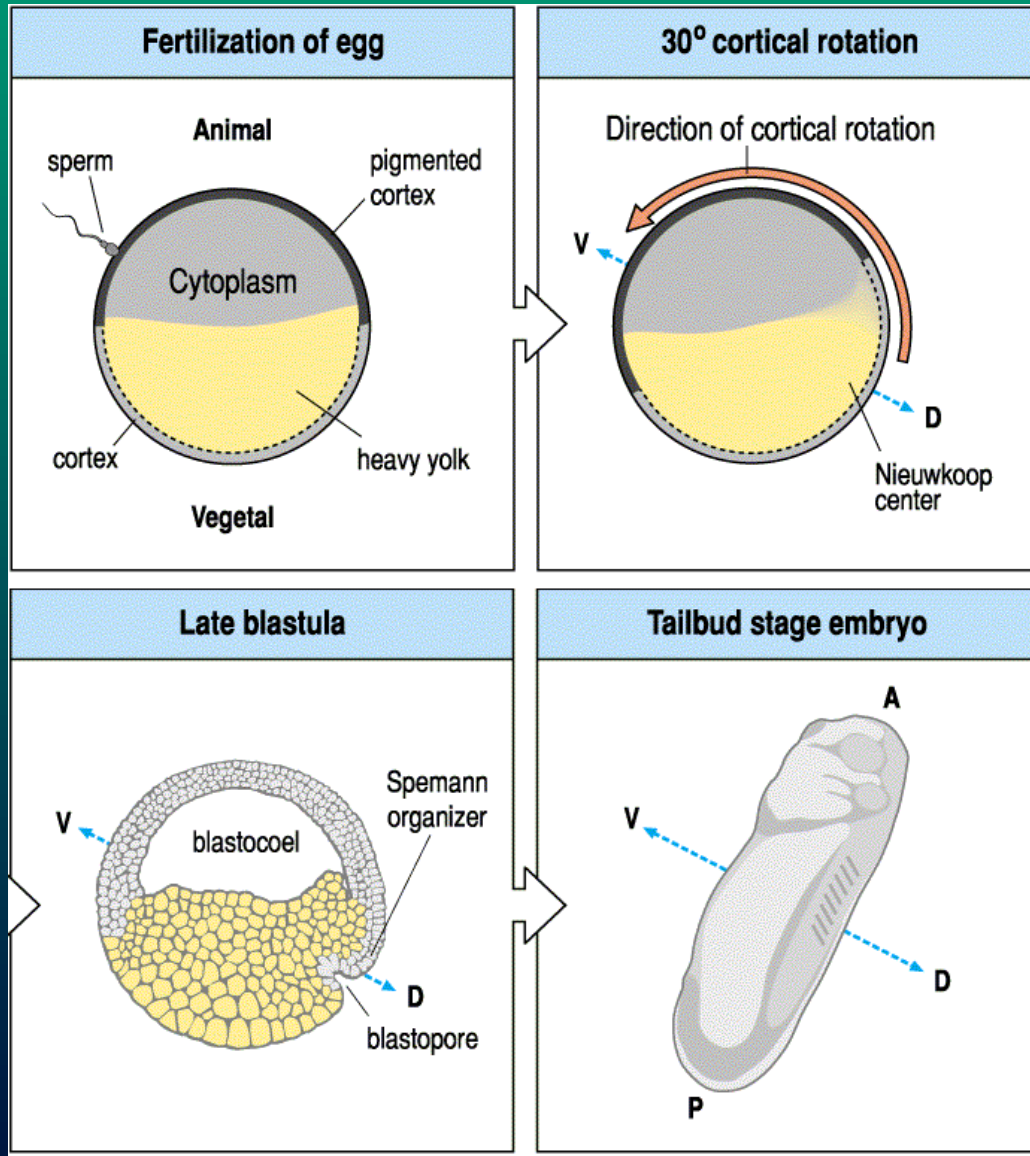 Fertilization of egg
Animal
sperm
pigmented
cortex
Cytoplasm
cortex
heavy yolk
Vegetal
30° cortical rotation
Direction of cortical rotation
V
D
Nieuwkoop
center
Late blastula
Spemann
organizer
V
blastocoel
D
blastopore
Tailbud stage embryo
A
V
D
P